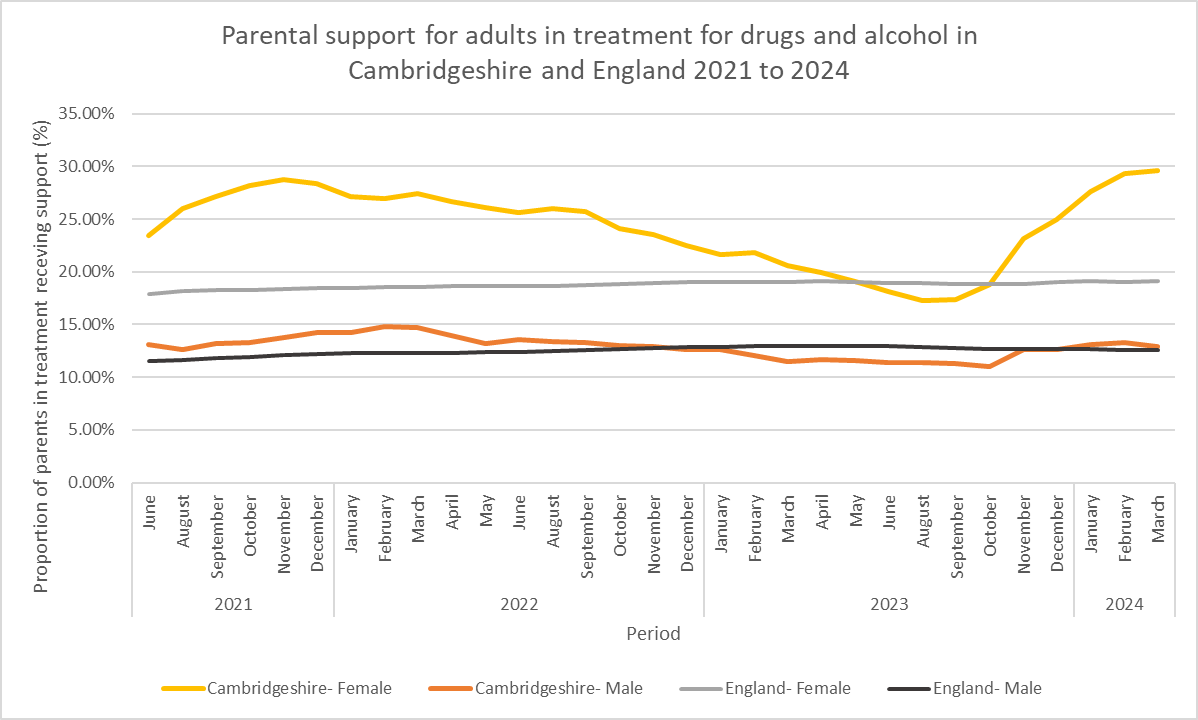 Parental support for adults in treatment for drugs and alcohol in
Cambridgeshire and England 2021 to 2024
Proportion of parents in treatment receving support (%)
35.00%
30.00%
25.00%
20.00%
15.00%
10.00%
5.00%
0.00%
June
August
September
October
November
December
January
February
March
April
May
June
August
September
October
November
December
January
February
March
April
May
June
August
September
October
November
December
January
February
March
2021
2022
2023
2024
Period
Cambridgeshire- Female
Cambridgeshire- Male
England- Female
England- Male